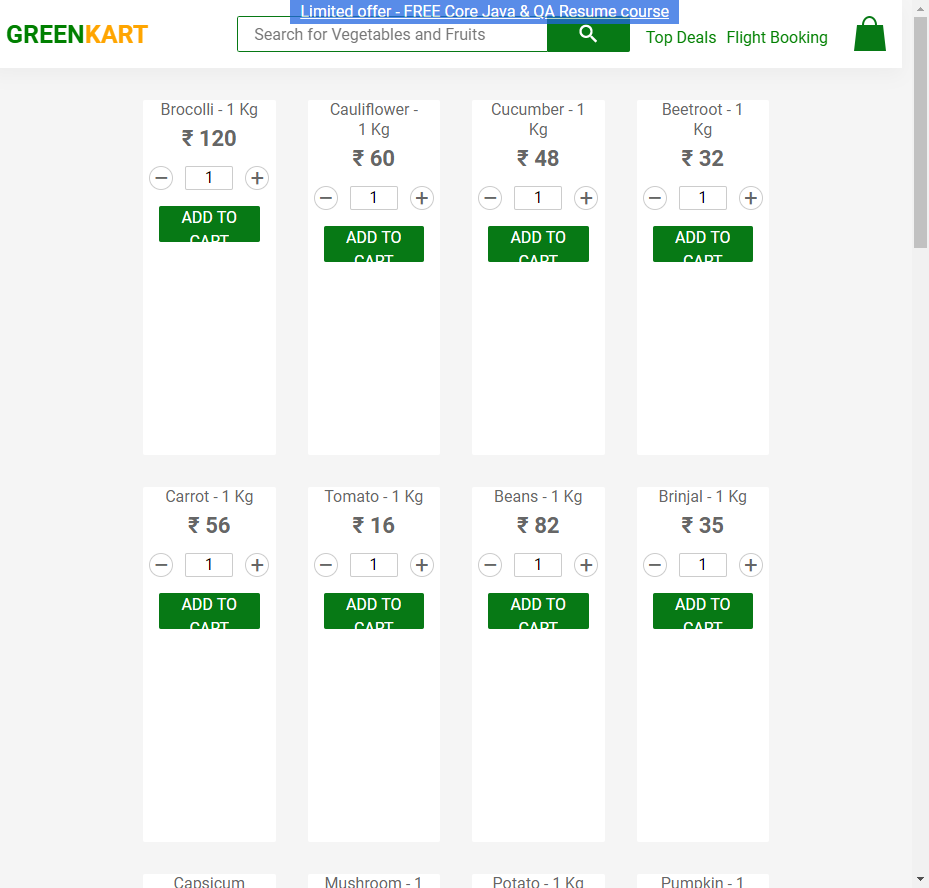 Limited offer - FREE Core Java & QA Resume course
GREENKART
Search for Vegetables and Fruits
Top Deals Flight Booking
Brocolli - 1 Kg
₹ 120
− 1 +
ADD TO
CART
Cauliflower -
1 Kg
₹ 60
− 1 +
ADD TO
CART
Cucumber - 1
Kg
₹ 48
− 1 +
ADD TO
CART
Beetroot - 1
Kg
₹ 32
− 1 +
ADD TO
CART
Carrot - 1 Kg
₹ 56
− 1 +
ADD TO
CART
Tomato - 1 Kg
₹ 16
− 1 +
ADD TO
CART
Beans - 1 Kg
₹ 82
− 1 +
ADD TO
CART
Brinjal - 1 Kg
₹ 35
− 1 +
ADD TO
CART
Capsicum
Mushroom - 1
Potato - 1 Kg
Pumpkin - 1